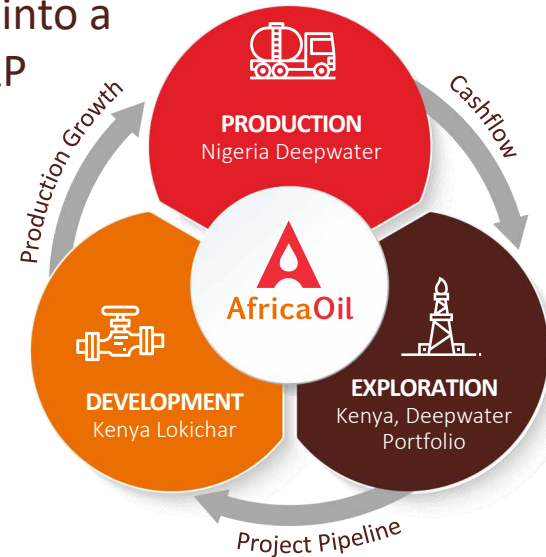 into a
Production Growth
Cashflow
PRODUCTION
Nigeria Deepwater
AfricaOil
DEVELOPMENT
Kenya Lokichar
EXPLORATION
Kenya, Deepwater
Portfolio
Project Pipeline